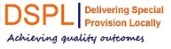 DSPL
Delivering Special
Provision Locally
Achieving quality outcomes